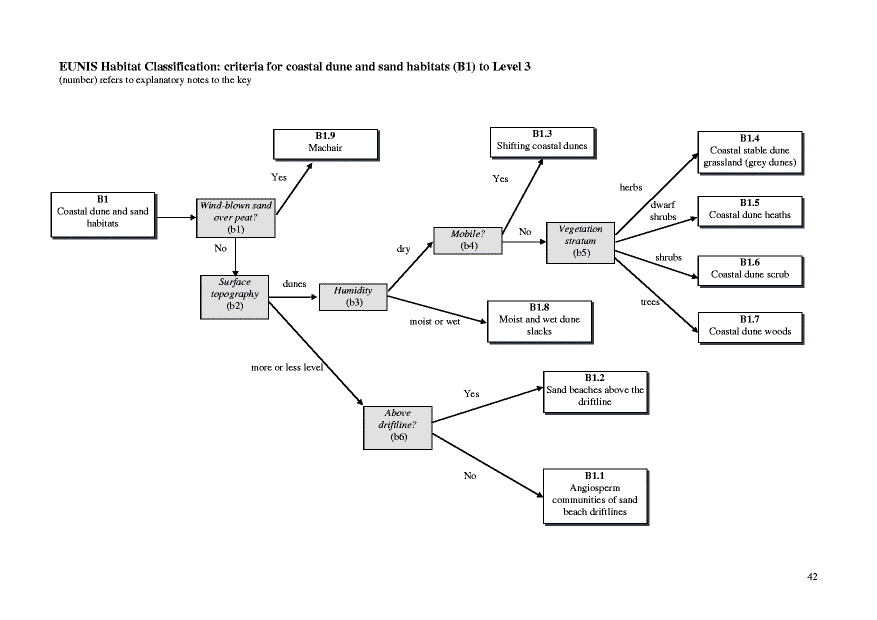 EUNIS Habitat Classification: criteria for coastal dune and sand habitats (B1) to Level 3
(number) refers to explanatory notes to the key
B1.9
Machair
B1.3
Shifting coastal dunes
B1.4
Coastal stable dune
grassland (grey dunes)
Yes
Yes
herbs
B1
Coastal dune and sand
habitats
Wind-blown sand
over peat?
(b1)
dwarf
shrubs
B1.5
Coastal dune heaths
No
dry
Mobile?
(b4)
No
Vegetation
stratum
(b5)
shrubs
B1.6
Coastal dune scrub
Surface
topography
(b2)
dunes
Humidity
(b3)
moist or wet
B1.8
Moist and wet dune
slacks
trees
B1.7
Coastal dune woods
more or less level
Above
driftline?
(b6)
Yes
B1.2
Sand beaches above the
driftline
No
B1.1
Angiosperm
communities of sand
beach driftlines
42